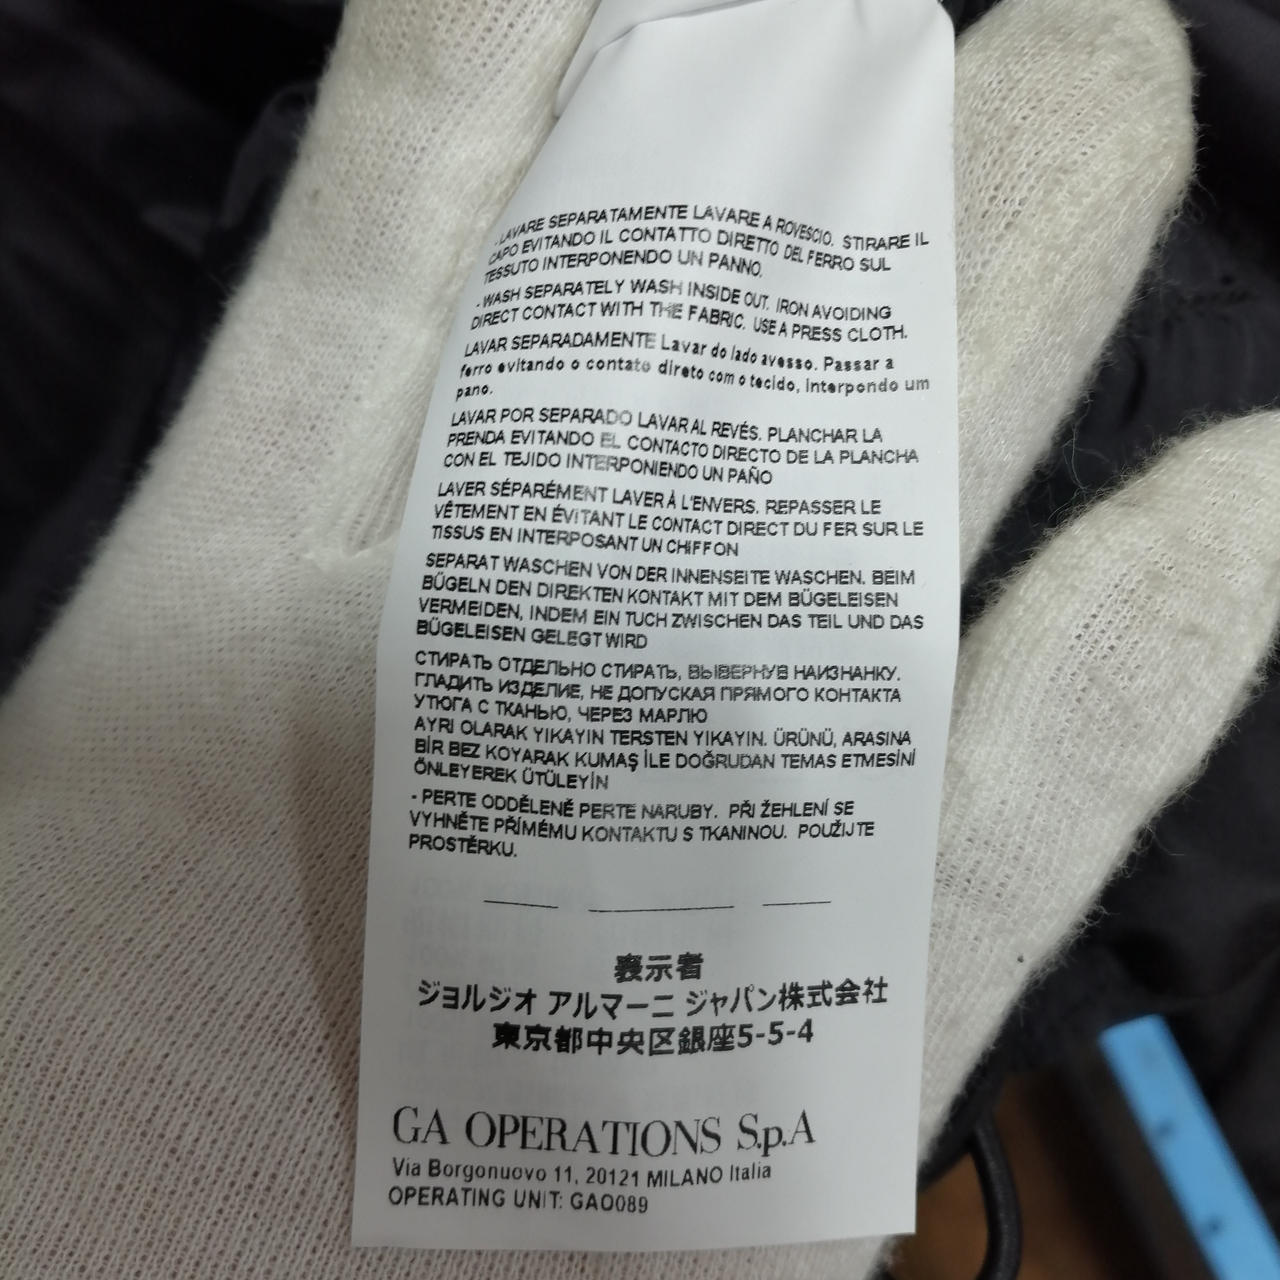 - LAVARE SEPARATAMENTE LAVARE A ROVESCIO. STIRARE IL
CAPO EVITANDO IL CONTATTO DIRETTO DEL FERRO SUL
TESSUTO INTERPONENDO UN PANNO.
- WASH SEPARATELY WASH INSIDE OUT. IRON AVOIDING
DIRECT CONTACT WITH THE FABRIC. USE A PRESS CLOTH.
LAVAR SEPARADAMENTE Lavar do lado avesso. Passar a
ferro evitando o contato direto com o tecido, interpondo um
pano.
LAVAR POR SEPARADO LAVAR AL REVÉS. PLANCHAR LA
PRENDA EVITANDO EL CONTACTO DIRECTO DE LA PLANCHA
CON EL TEJIDO INTERPONIENDO UN PAÑO
LAVER SÉPARÉMENT LAVER À L'ENVERS. REPASSER LE
VÊTEMENT EN ÉVITANT LE CONTACT DIRECT DU FER SUR LE
TISSUS EN INTERPOSANT UN CHIFFON
SEPARAT WASCHEN VON DER INNENSEITE WASCHEN. BEIM
BÜGELN DEN DIREKTEN KONTAKT MIT DEM BÜGELEISEN
VERMEIDEN, INDEM EIN TUCH ZWISCHEN DAS TEIL UND DAS
BÜGELEISEN GELEGT WIRD
СТИРАТЬ ОТДЕЛЬНО СТИРАТЬ, ВЫВЕРНУВ НАИЗНАНКУ.
ГЛАДИТЬ ИЗДЕЛИЕ, НЕ ДОПУСКАЯ ПРЯМОГО КОНТАКТА
УТЮГА С ТКАНЬЮ, ЧЕРЕЗ МАРЛЮ
AYRI OLARAK YIKAYIN TERSTEN YIKAYIN. ÜRÜNÜ, ARASINA
BİR BEZ KOYARAK KUMAŞ İLE DOĞRUDAN TEMAS ETMESİNİ
ÖNLEYEREK ÜTÜLEYİN
- PERTE ODDĚLENĚ PERTE NARUBY. PŘI ŽEHLENÍ SE
VYHNĚTE PŘÍMÉMU KONTAKTU S TKANINOU. POUŽIJTE
PROSTĚRKU.
表示者
ジョルジオ アルマーニ ジャパン株式会社
東京都中央区銀座5-5-4
GA OPERATIONS S.p.A
Via Borgonuovo 11, 20121 MILANO Italia
OPERATING UNIT: GAO089